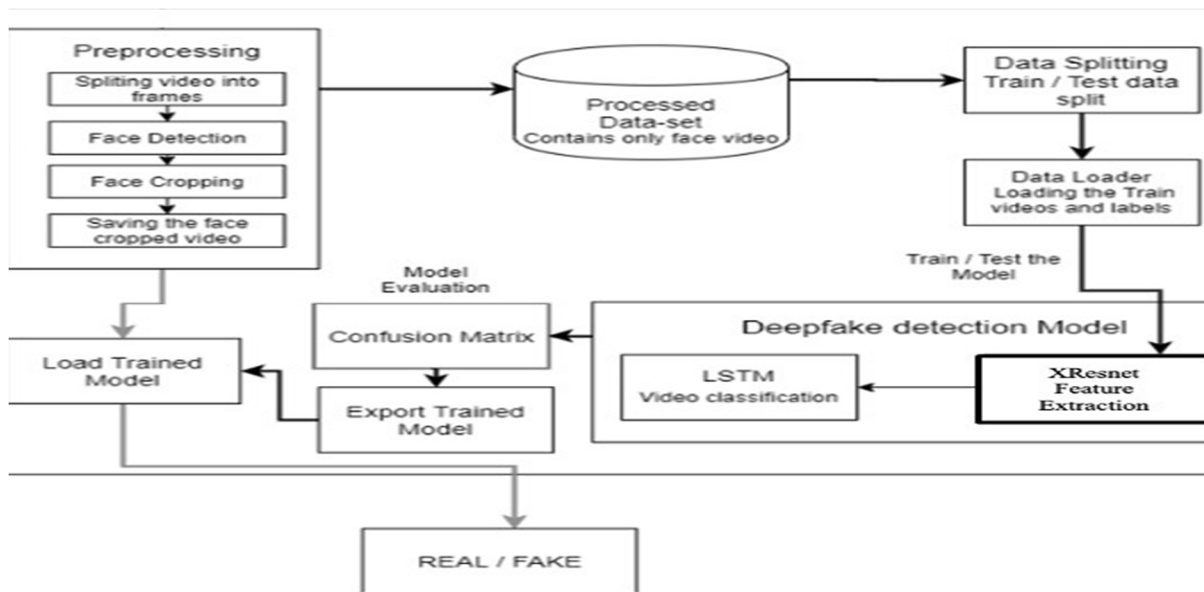 Preprocessing
Spliting video into
frames
Face Detection
Face Cropping
Saving the face
cropped video
Processed
Data-set
Contains only face video
Data Splitting
Train / Test data
split
Data Loader
Loading the Train
videos and labels
Train / Test the
Model
Deepfake detection Model
XResnet
Feature
Extraction
LSTM
Video classification
Model
Evaluation
Confusion Matrix
Export Trained
Model
Load Trained
Model
REAL / FAKE